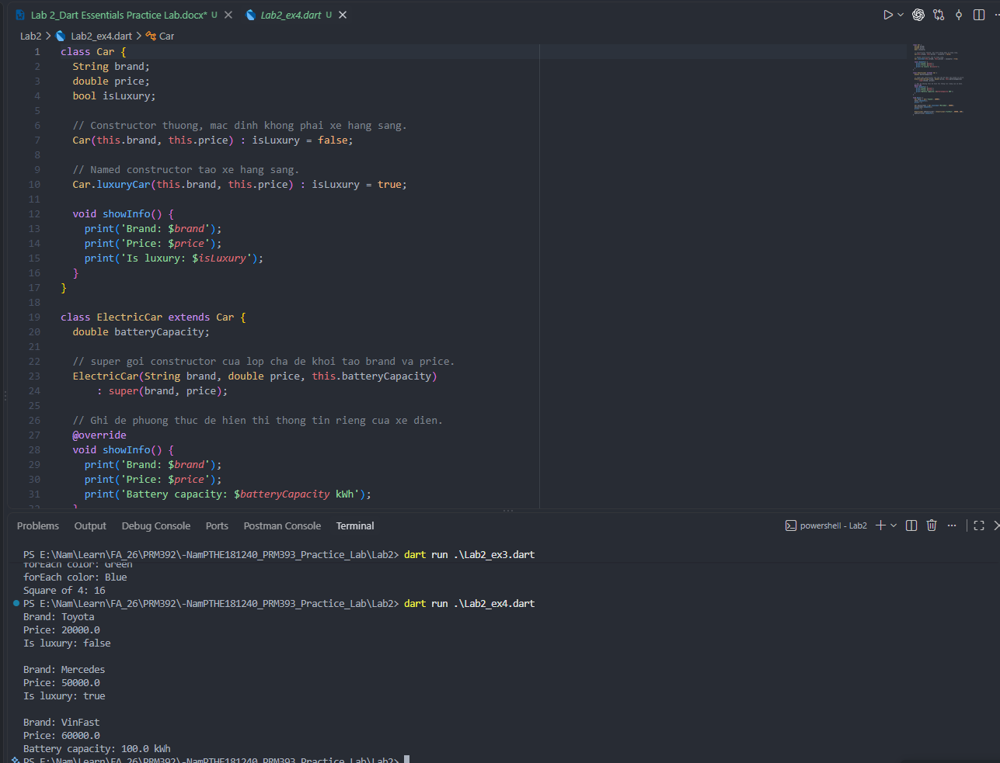 Lab 2_Dart Essentials Practice Lab.docx* U
Lab2_ex4.dart U
Lab2 > Lab2_ex4.dart > Car
1 class Car {
2 String brand;
3 double price;
4 bool isLuxury;
5
6 // Constructor thuong, mac dinh khong phai xe hang sang.
7 Car(this.brand, this.price) : isLuxury = false;
8
9 // Named constructor tao xe hang sang.
10 Car.luxuryCar(this.brand, this.price) : isLuxury = true;
11
12 void showInfo() {
13 print('Brand: $brand');
14 print('Price: $price');
15 print('Is luxury: $isLuxury');
16 }
17 }
18
19 class ElectricCar extends Car {
20 double batteryCapacity;
21
22 // super goi constructor cua lop cha de khoi tao brand va price.
23 ElectricCar(String brand, double price, this.batteryCapacity)
24 : super(brand, price);
25
26 // Ghi de phuong thuc de hien thi thong tin rieng cua xe dien.
27 @override
28 void showInfo() {
29 print('Brand: $brand');
30 print('Price: $price');
31 print('Battery capacity: $batteryCapacity kWh');
32 }
Problems Output Debug Console Ports Postman Console Terminal
powershell - Lab2
PS E:\Nam\Learn\FA_26\PRM392\-NamPTHE181240_PRM393_Practice_Lab\Lab2> dart run .\Lab2_ex3.dart
forEach color: Green
forEach color: Blue
Square of 4: 16
PS E:\Nam\Learn\FA_26\PRM392\-NamPTHE181240_PRM393_Practice_Lab\Lab2> dart run .\Lab2_ex4.dart
Brand: Toyota
Price: 20000.0
Is luxury: false
Brand: Mercedes
Price: 50000.0
Is luxury: true
Brand: VinFast
Price: 60000.0
Battery capacity: 100.0 kWh
PS E:\Nam\Learn\FA_26\PRM392\-NamPTHE181240_PRM393_Practice_Lab\Lab2>